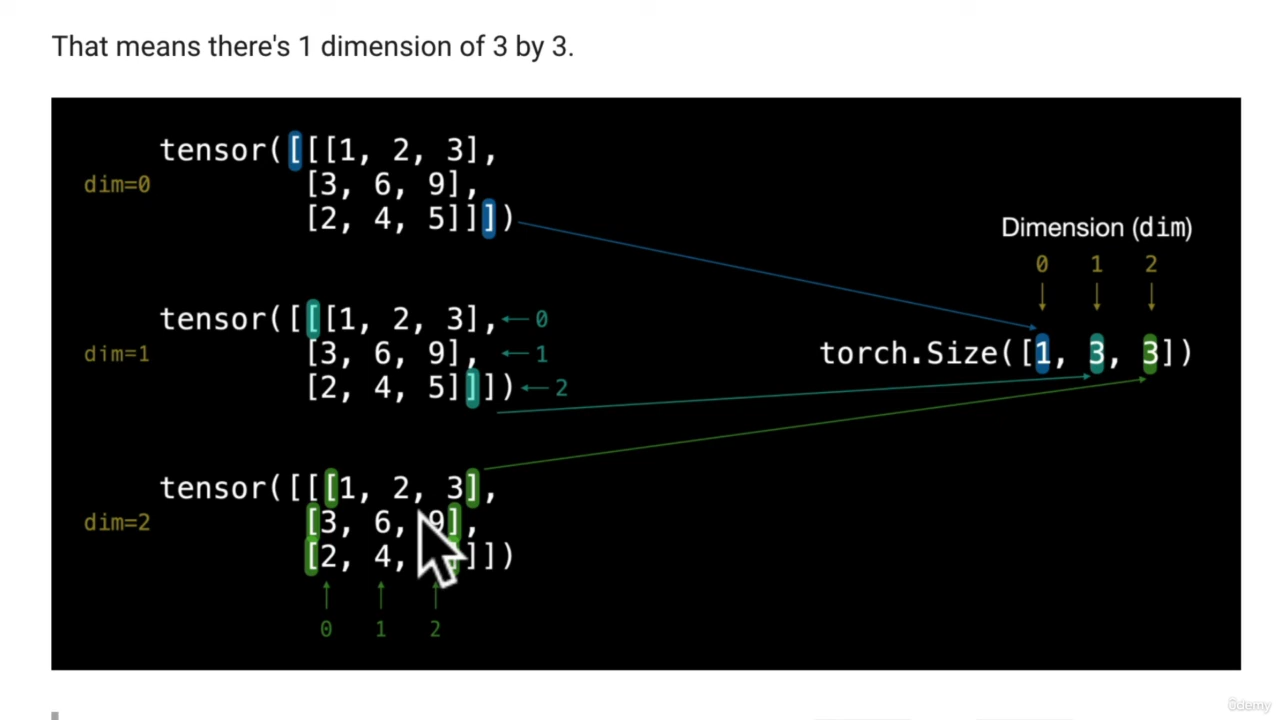 That means there's 1 dimension of 3 by 3.
tensor([[[1, 2, 3],
dim=0
[3, 6, 9],
[2, 4, 5]]])
Dimension (dim)
0 1 2
tensor([[[1, 2, 3], 0
dim=1
[3, 6, 9], 1
[2, 4, 5]]]) 2
torch.Size([1, 3, 3])
tensor([[[1, 2, 3],
dim=2
[3, 6, 9],
[2, 4, ]]])
0 1 2
ûdemy